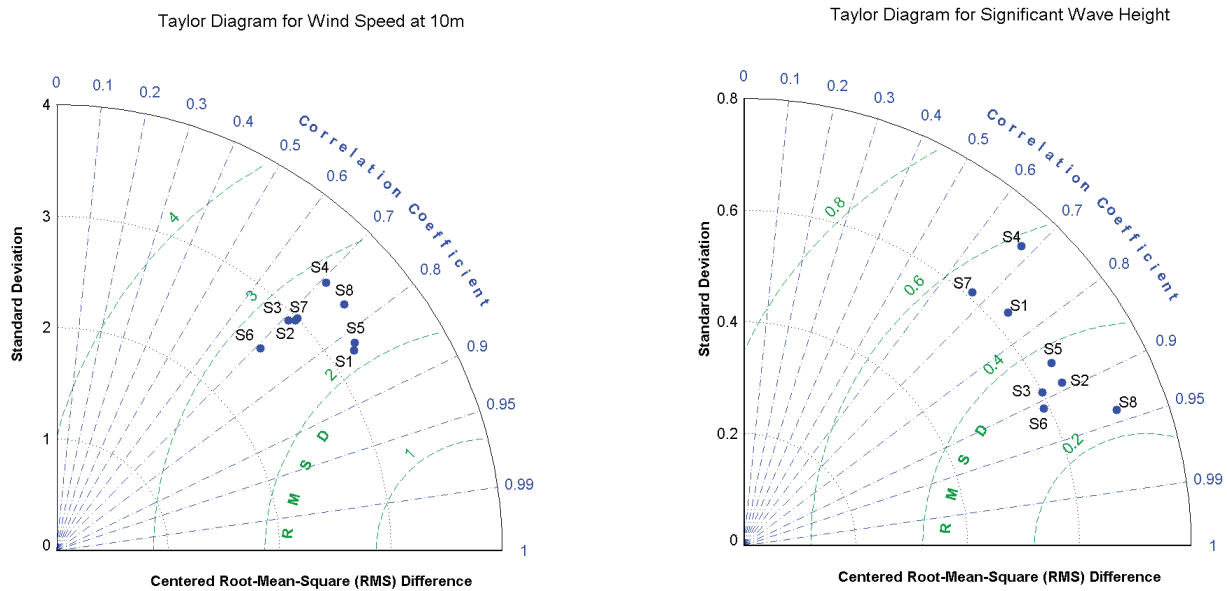 Taylor Diagram for Wind Speed at 10m
0
0.1
0.2
0.3
0.4
0.5
0.6
0.7
0.8
0.9
0.95
0.99
1
Correlation Coefficient
4
3
2
1
0
Standard Deviation
4
3
2
1
R M S D
S4
S8
S3
S7
S2
S6
S5
S1
Centered Root-Mean-Square (RMS) Difference
Taylor Diagram for Significant Wave Height
0
0.1
0.2
0.3
0.4
0.5
0.6
0.7
0.8
0.9
0.95
0.99
1
Correlation Coefficient
0.8
0.6
0.4
0.2
0
Standard Deviation
0.8
0.6
0.4
0.2
R M S D
S4
S7
S1
S5
S2
S3
S6
S8
Centered Root-Mean-Square (RMS) Difference